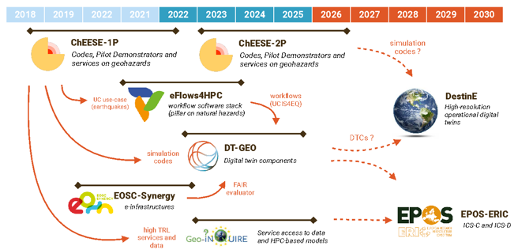 2018 2019 2022 2021 2022 2023 2024 2025 2026 2027 2028 2029 2030
ChEESE-1P
Codes, Pilot Demonstrators and
services on geohazards
ChEESE-2P
Codes, Pilot Demonstrators and
services on geohazards
simulation
codes ?
eFlows4HPC
workflow software stack
(pillar on natural hazards)
UC use-case
(earthquakes)
workflows
(UCIS4EQ)
DestinE
High-resolution
operational digital
twins
DT-GEO
Digital twin components
simulation
codes
DTCs ?
EOSC-Synergy
e-Infrastructures
eosc
synergy
FAIR
evaluator
high TRL
services and
data
Geo-INQUIRE
Service access to data
and HPC-based models
EPOS
ERIC
EPOS-ERIC
ICS-C and ICS-D